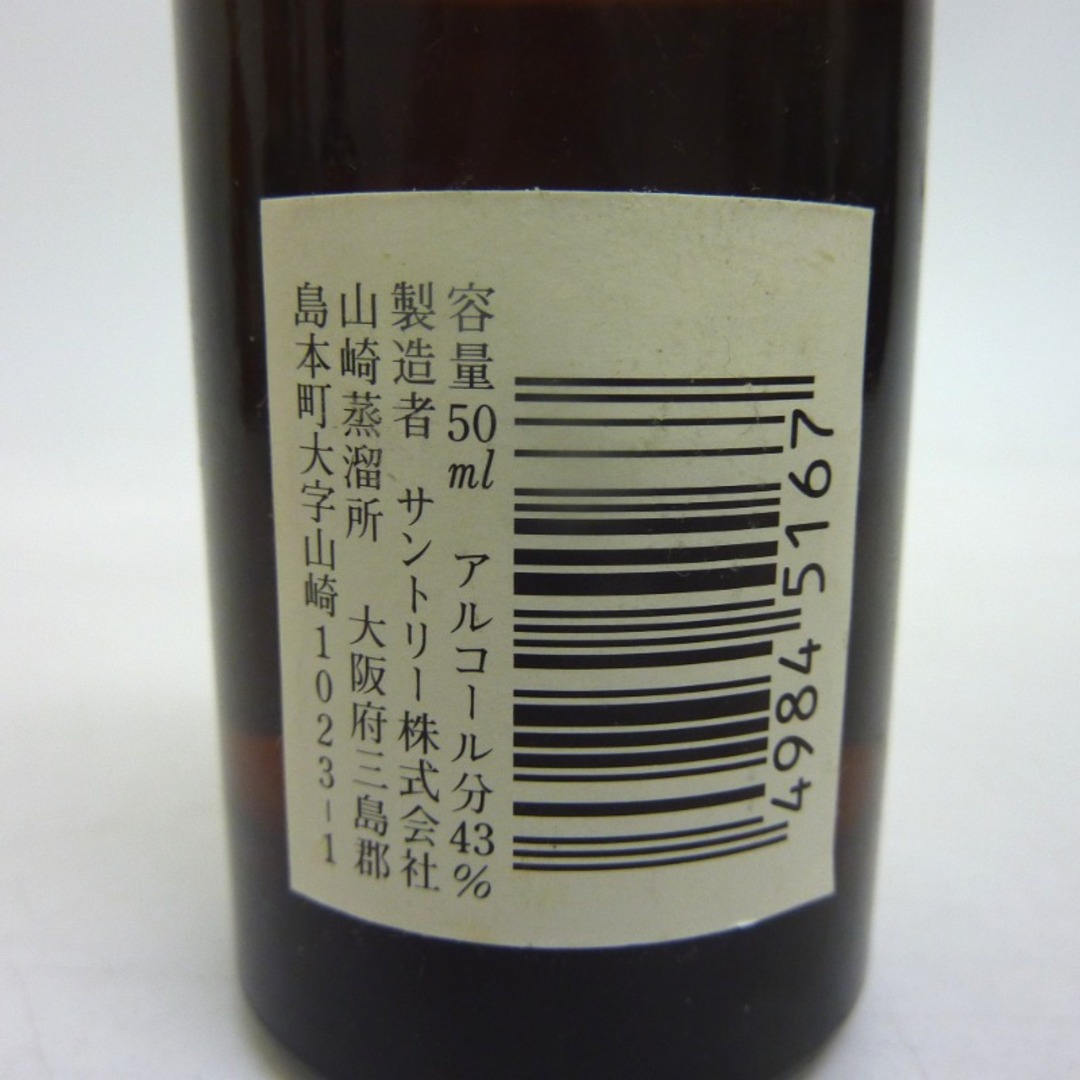 容量50ml アルコール分43%
製造者 サントリー株式会社
山崎蒸溜所 大阪府三島郡
島本町大字山崎1023-1
49845167